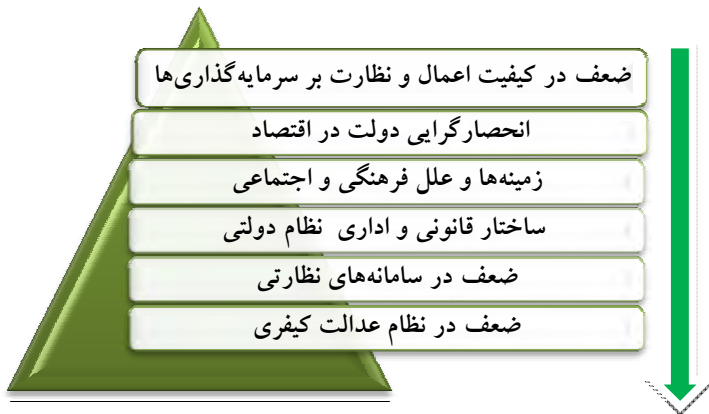 ضعف در کیفیت اعمال و نظارت بر سرمایه‌گذاری‌ها
انحصارگرایی دولت در اقتصاد
زمینه‌ها و علل فرهنگی و اجتماعی
ساختار قانونی و اداری نظام دولتی
ضعف در سامانه‌های نظارتی
ضعف در نظام عدالت کیفری